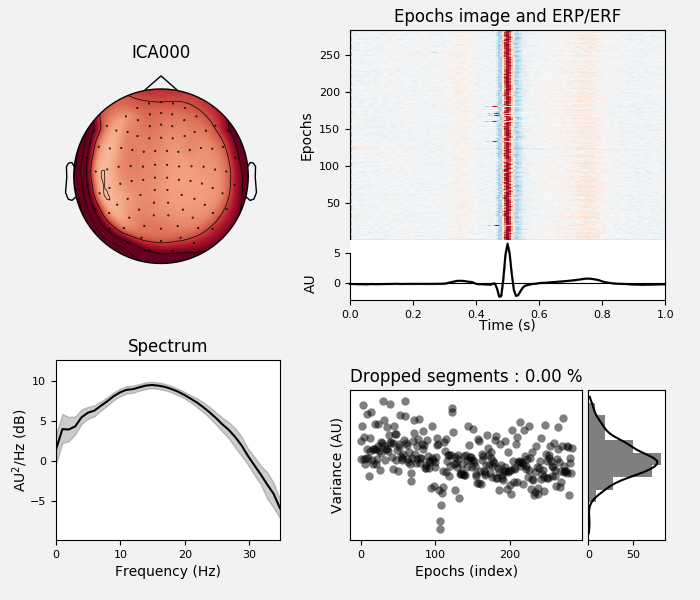 ICA000
Epochs image and ERP/ERF
Epochs
250
200
150
100
50
AU
5
0
0.0 0.2 0.4 0.6 0.8 1.0
Time (s)
Spectrum
AU²/Hz (dB)
10
5
0
−5
0 10 20 30
Frequency (Hz)
Dropped segments : 0.00 %
Variance (AU)
0 100 200
Epochs (index)
0 50